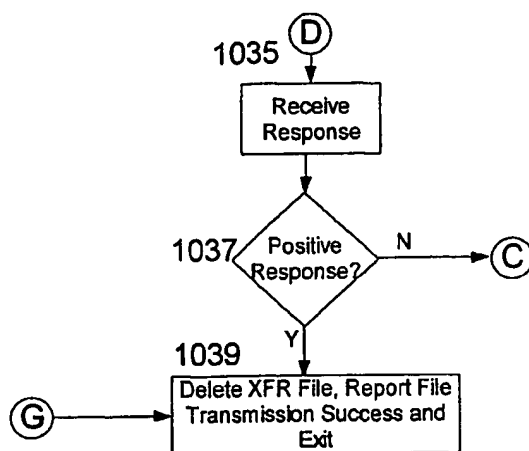 D
1035
Receive
Response
1037
Positive
Response?
N
C
Y
1039
Delete XFR File, Report File
Transmission Success and
Exit
G